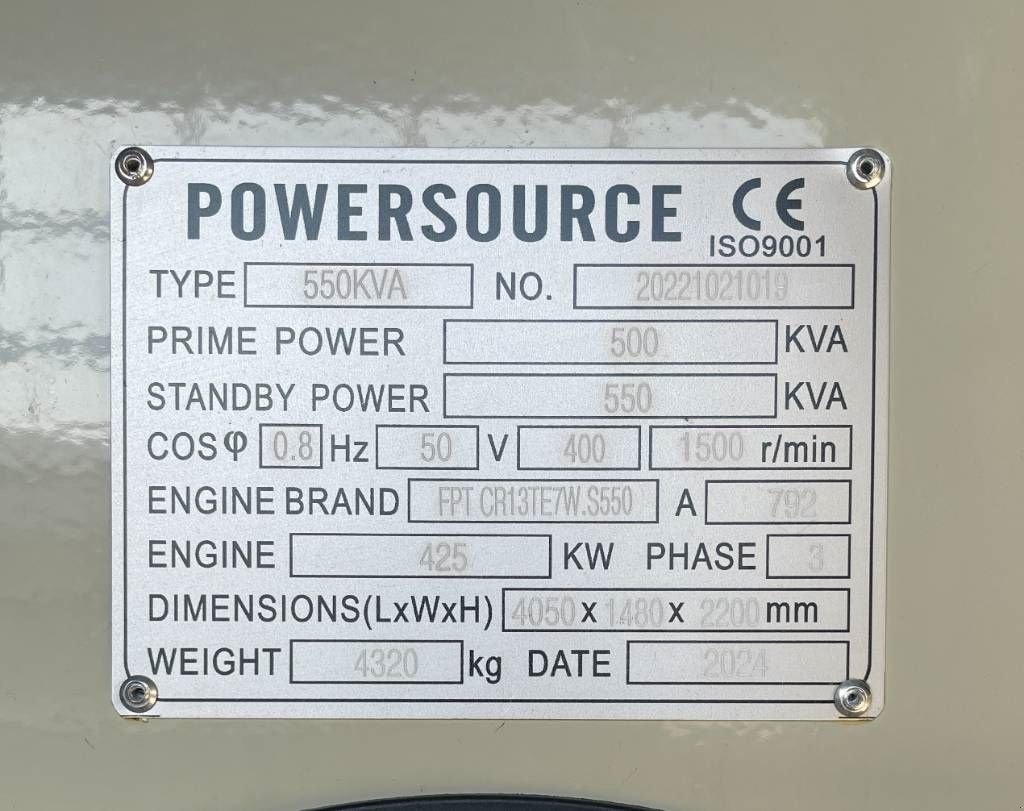 POWERSOURCE CE
ISO9001
TYPE 550KVA NO. 20221021019
PRIME POWER 500 KVA
STANDBY POWER 550 KVA
COSφ 0.8 Hz 50 V 400 1500 r/min
ENGINE BRAND FPT CR13TE7W.S550 A 792
ENGINE 425 KW PHASE 3
DIMENSIONS(LxWxH) 4050 x 1480 x 2200 mm
WEIGHT 4320 kg DATE 2024